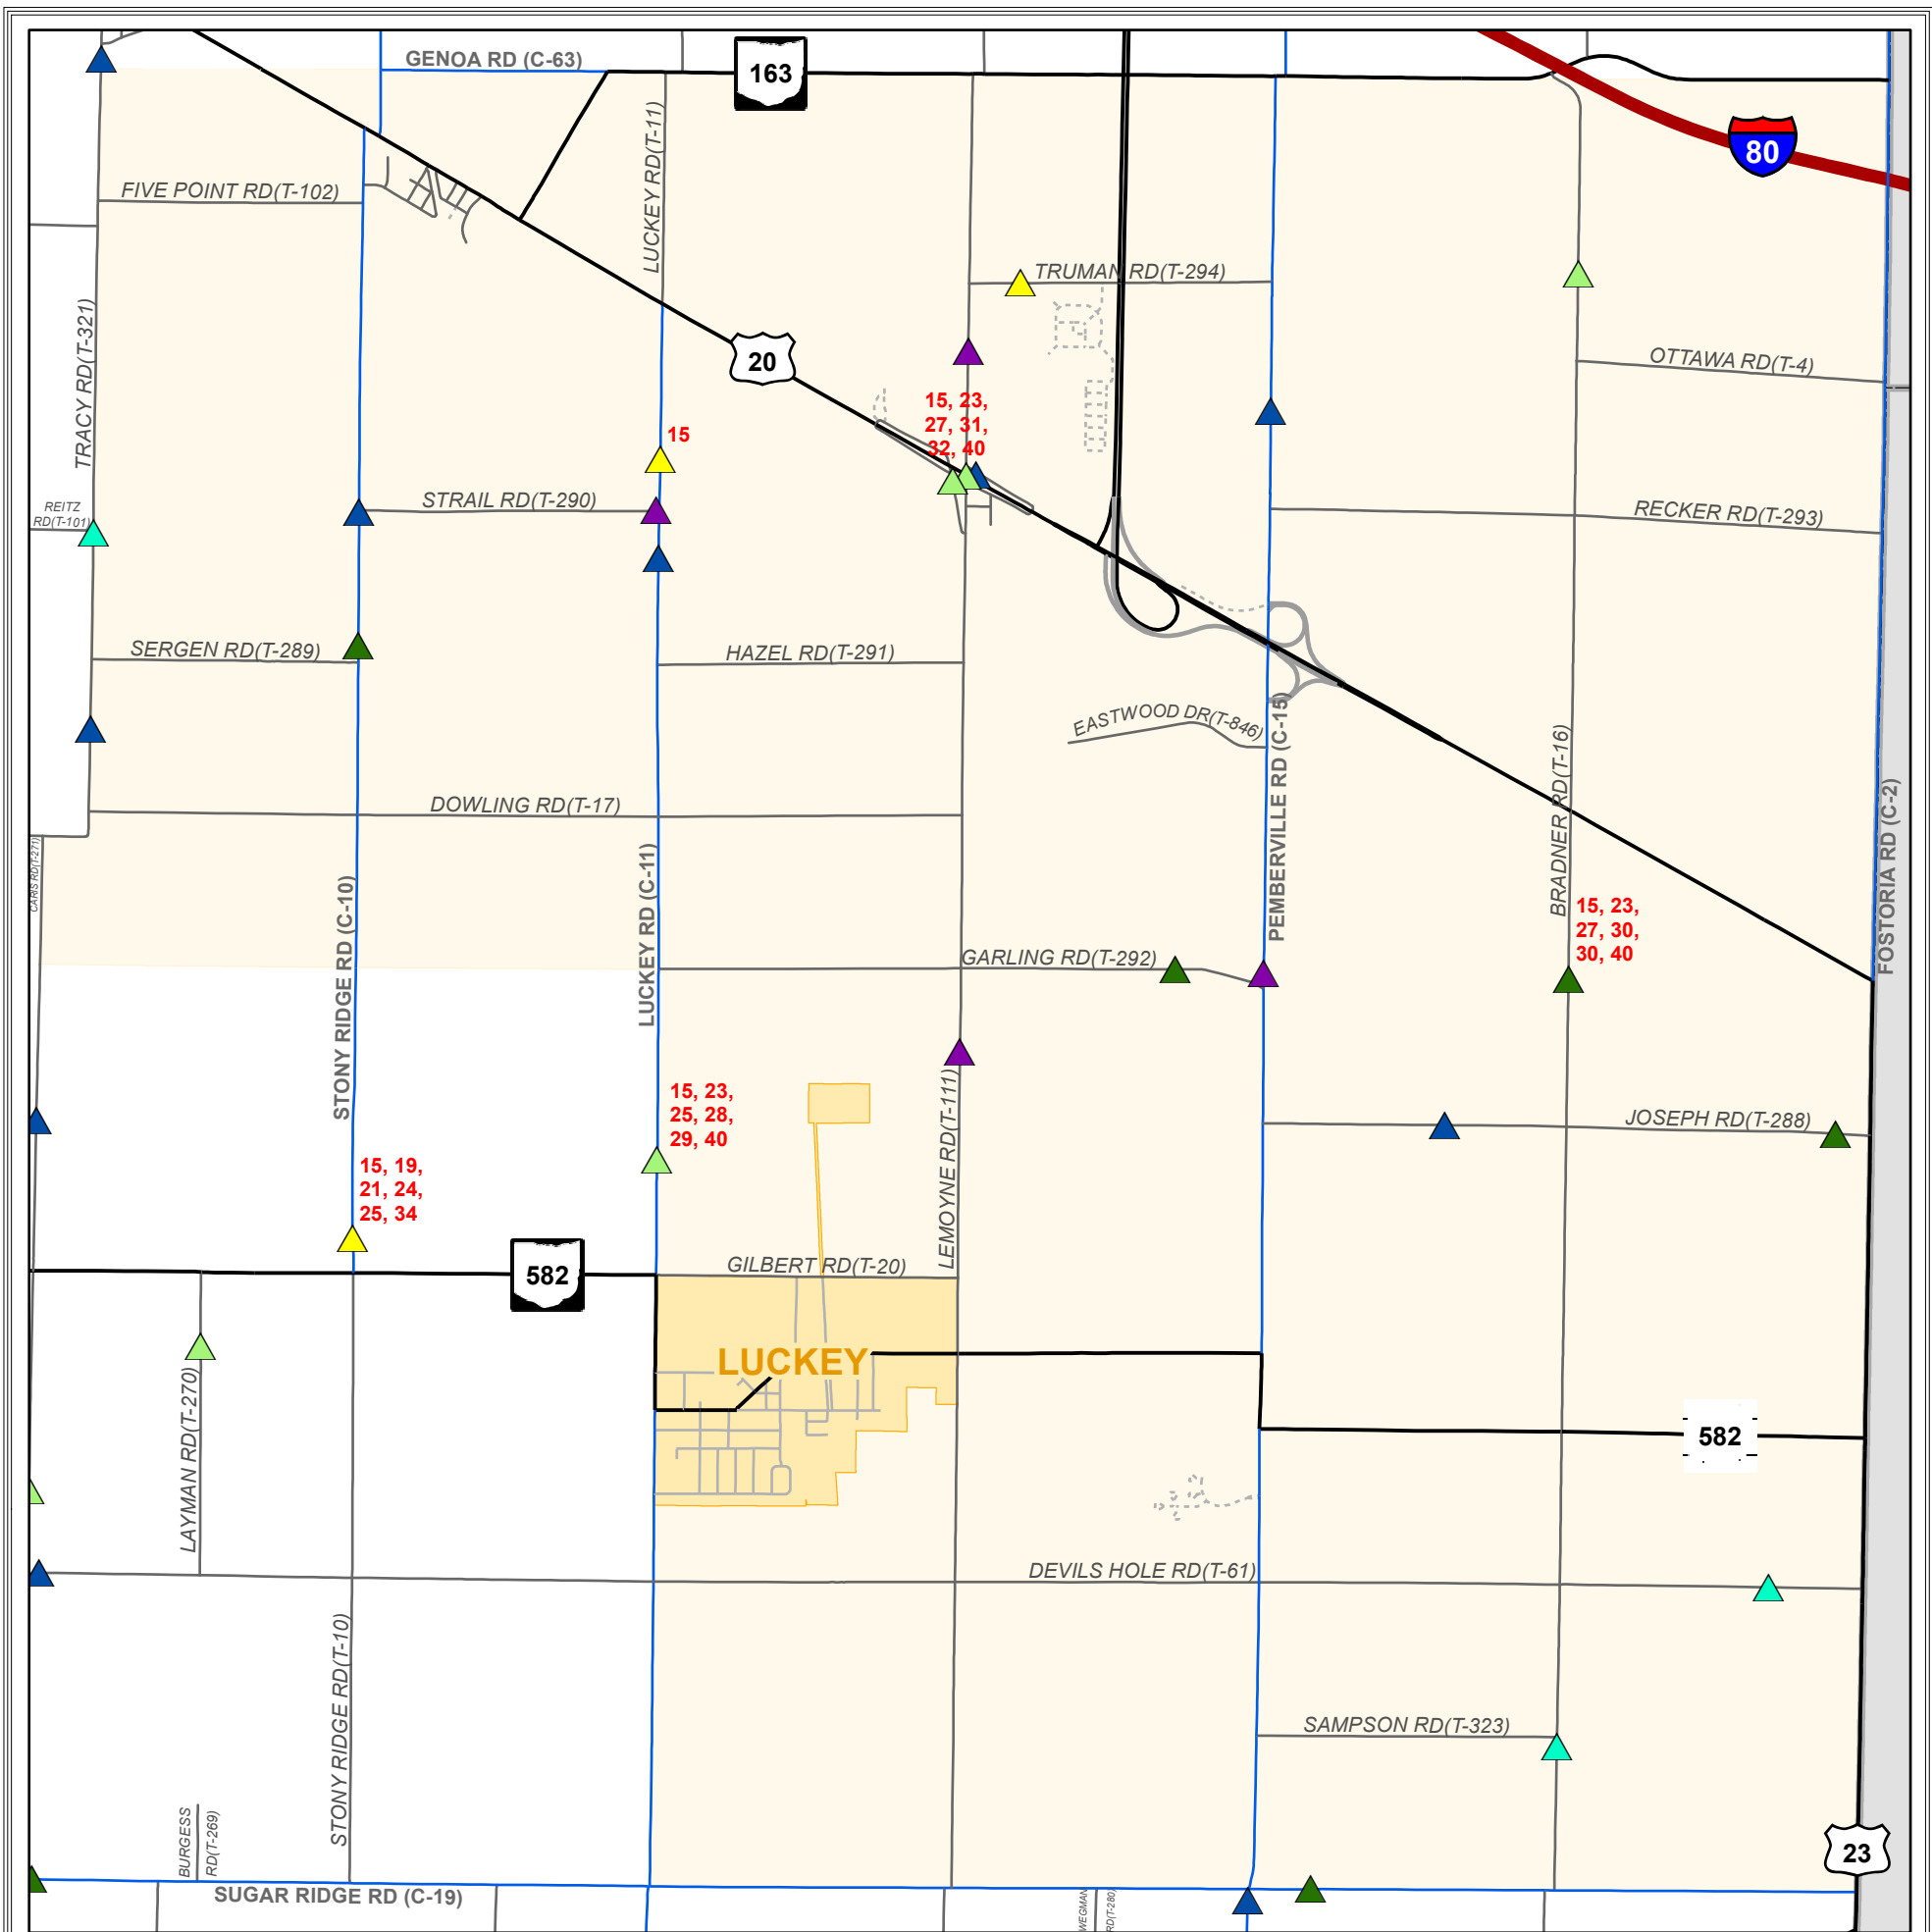 GENOA RD (C-63)
163
80
LUCKEY RD(T-11)
FIVE POINT RD(T-102)
TRUMAN RD(T-294)
TRACY RD(T-321)
20
OTTAWA RD(T-4)
15, 23,
27, 31,
32, 40
15
STRAIL RD(T-290)
REITZ
RD(T-101)
RECKER RD(T-293)
SERGEN RD(T-289)
HAZEL RD(T-291)
EASTWOOD DR(T-846)
PEMBERVILLE RD (C-15)
BRADNER RD(T-16)
FOSTORIA RD (C-2)
DOWLING RD(T-17)
CARIS RD(T-271)
STONY RIDGE RD (C-10)
LUCKEY RD (C-11)
15, 23,
27, 30,
30, 40
GARLING RD(T-292)
LEMOYNE RD(T-111)
15, 23,
25, 28,
29, 40
JOSEPH RD(T-288)
15, 19,
21, 24,
25, 34
582
GILBERT RD(T-20)
LUCKEY
LAYMAN RD(T-270)
582
DEVILS HOLE RD(T-61)
STONY RIDGE RD(T-10)
SAMPSON RD(T-323)
BURGESS
RD(T-269)
23
SUGAR RIDGE RD (C-19)
WEGMAN
RD(T-280)